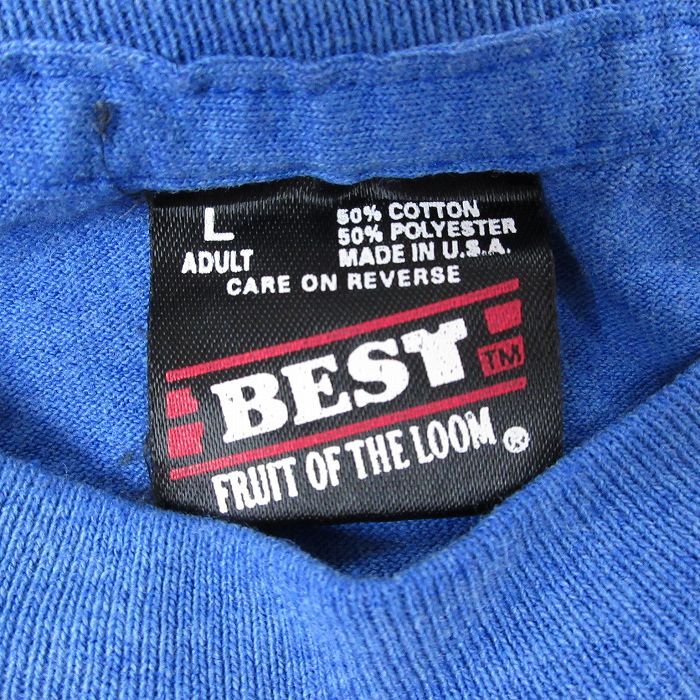 L
ADULT
50% COTTON
50% POLYESTER
MADE IN U.S.A.
CARE ON REVERSE
BEST TM
FRUIT OF THE LOOM ®